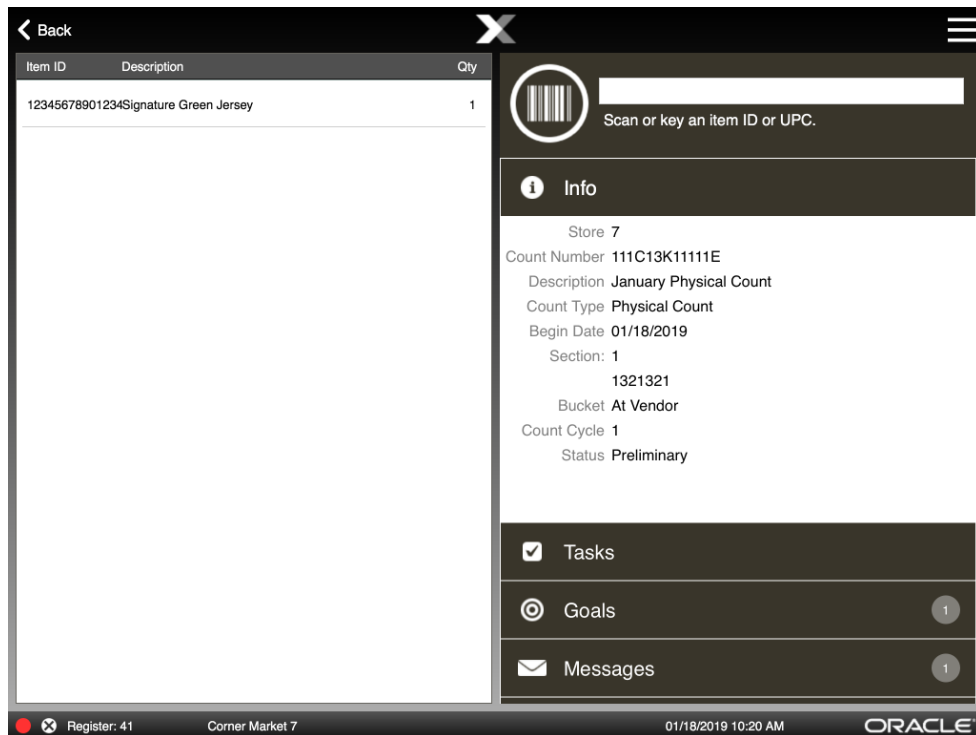 Back
Item ID Description Qty
12345678901234Signature Green Jersey 1
Scan or key an item ID or UPC.
Info
Store 7
Count Number 111C13K11111E
Description January Physical Count
Count Type Physical Count
Begin Date 01/18/2019
Section: 1
1321321
Bucket At Vendor
Count Cycle 1
Status Preliminary
Tasks
Goals 1
Messages 1
Register: 41 Corner Market 7 01/18/2019 10:20 AM ORACLE